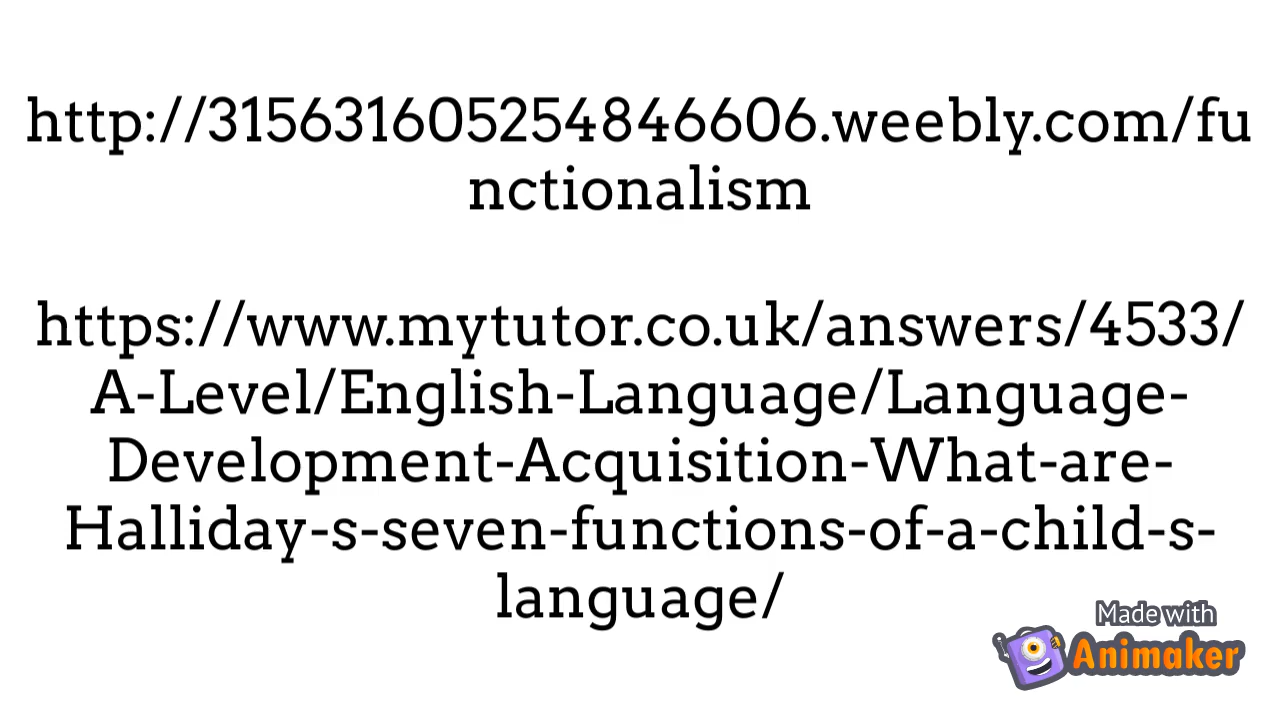 http://315631605254846606.weebly.com/fu
nctionalism
https://www.mytutor.co.uk/answers/4533/
A-Level/English-Language/Language-
Development-Acquisition-What-are-
Halliday-s-seven-functions-of-a-child-s-
language/
Made with
Animaker